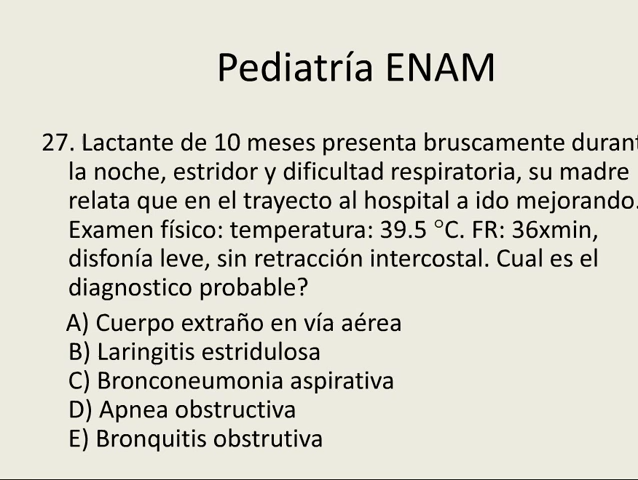 Pediatría ENAM
27. Lactante de 10 meses presenta bruscamente durant
la noche, estridor y dificultad respiratoria, su madre
relata que en el trayecto al hospital a ido mejorando.
Examen físico: temperatura: 39.5 °C. FR: 36xmin,
disfonía leve, sin retracción intercostal. Cual es el
diagnostico probable?
A) Cuerpo extraño en vía aérea
B) Laringitis estridulosa
C) Bronconeumonia aspirativa
D) Apnea obstructiva
E) Bronquitis obstrutiva